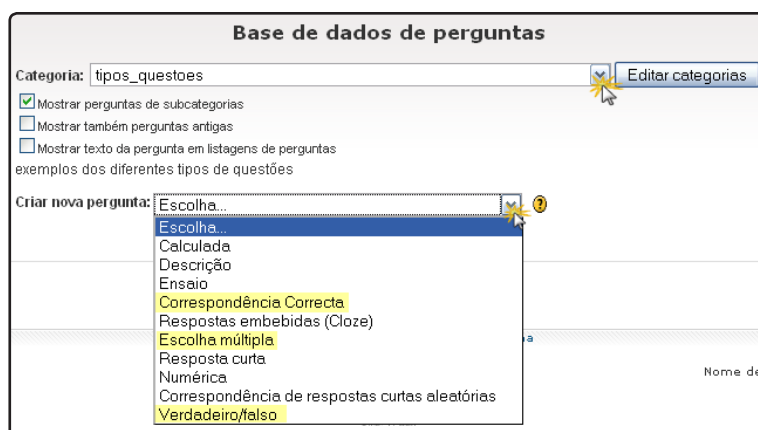 Base de dados de perguntas
Categoria: tipos_questoes Editar categorias
Mostrar perguntas de subcategorias
Mostrar também perguntas antigas
Mostrar texto da pergunta em listagens de perguntas
exemplos dos diferentes tipos de questões
Criar nova pergunta: Escolha...
Escolha...
Calculada
Descrição
Ensaio
Correspondência Correcta
Respostas embebidas (Cloze)
Escolha múltipla
Resposta curta
Numérica
Nome de
Correspondência de respostas curtas aleatórias
Verdadeiro/falso